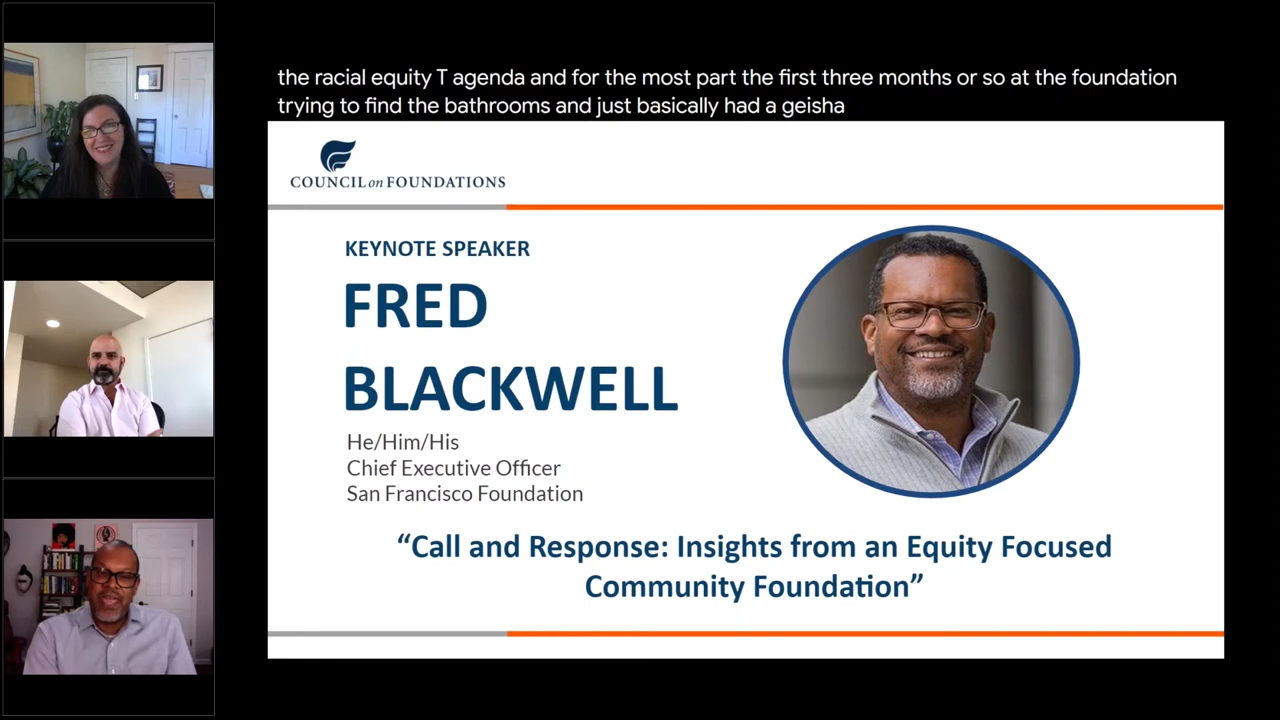 the racial equity T agenda and for the most part the first three months or so at the foundation
trying to find the bathrooms and just basically had a geisha
COUNCIL on FOUNDATIONS
KEYNOTE SPEAKER
FRED
BLACKWELL
He/Him/His
Chief Executive Officer
San Francisco Foundation
“Call and Response: Insights from an Equity Focused
Community Foundation”